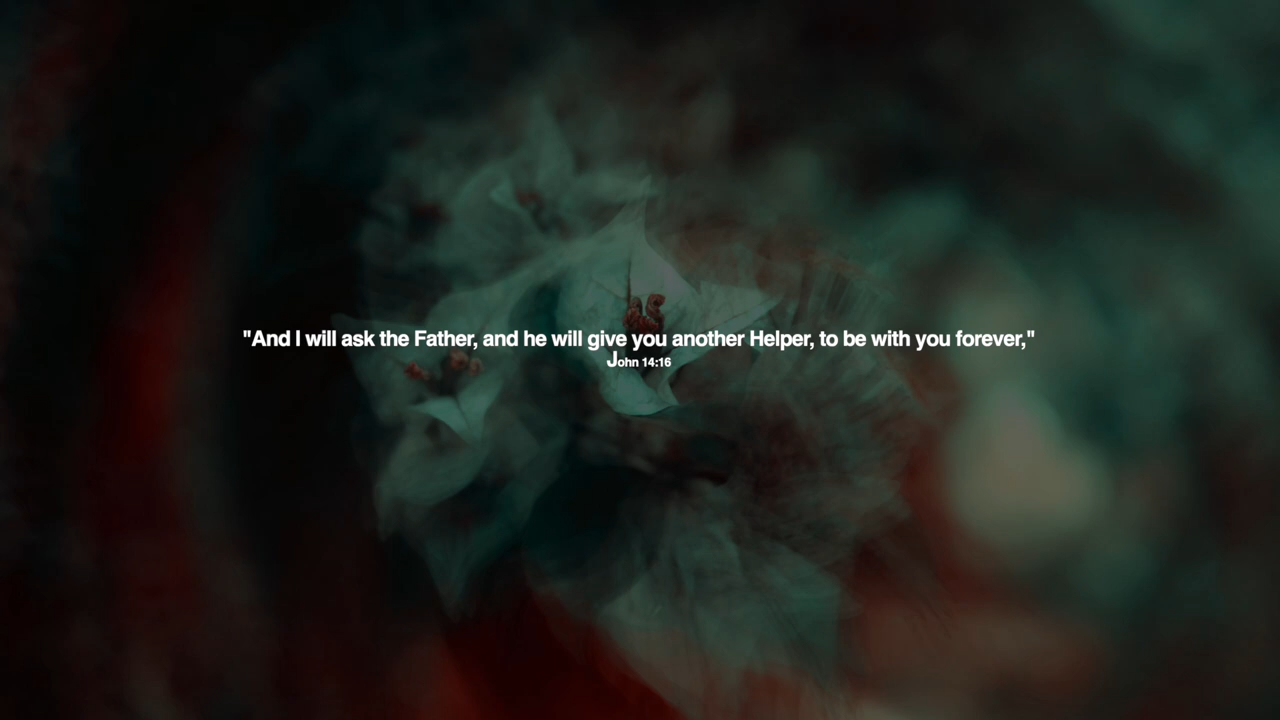 "And I will ask the Father, and he will give you another Helper, to be with you forever,"
John 14:16